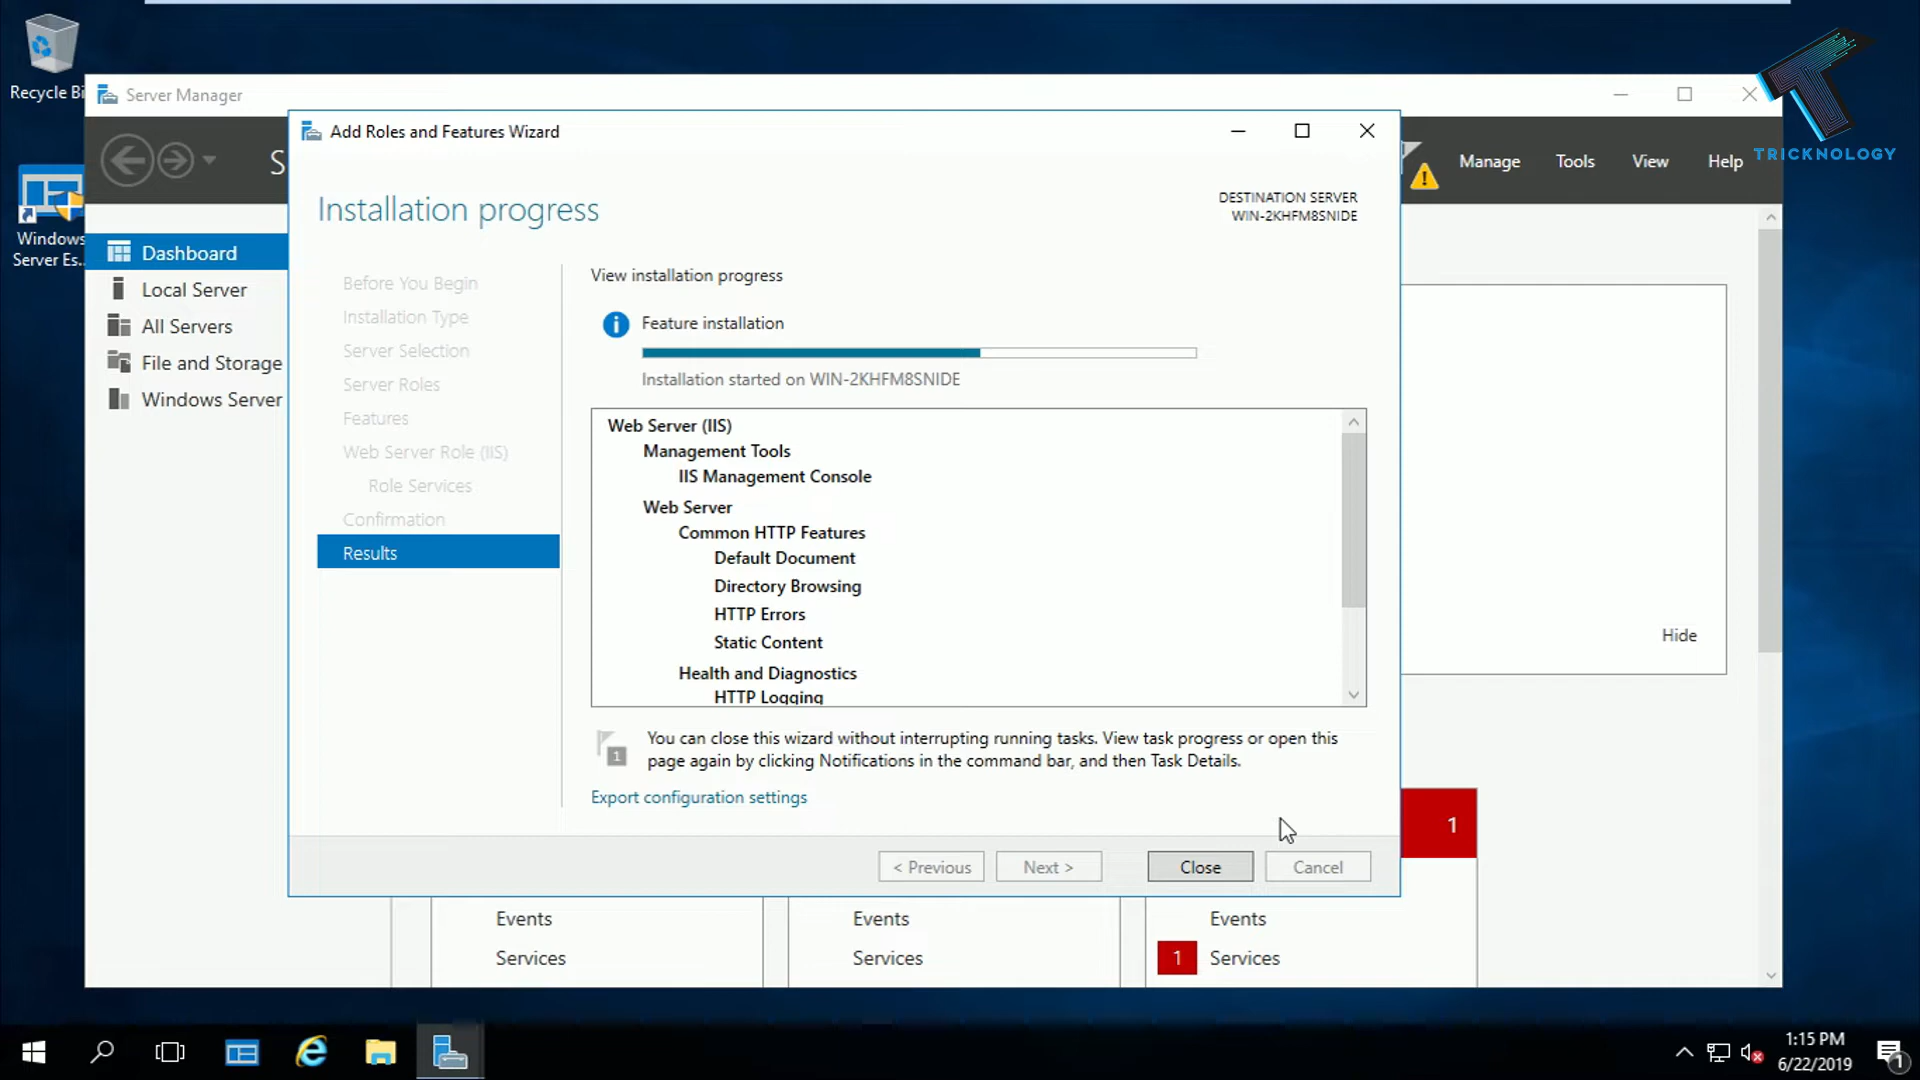 Recycle Bi
Server Manager
Add Roles and Features Wizard
S
Manage
Tools
View
Help
TRICKNOLOGY
Windows
Server Es...
Installation progress
DESTINATION SERVER
WIN-2KHFM8SNIDE
Dashboard
Local Server
All Servers
File and Storage
Windows Server
Before You Begin
Installation Type
Server Selection
Server Roles
Features
Web Server Role (IIS)
Role Services
Confirmation
Results
View installation progress
Feature installation
Installation started on WIN-2KHFM8SNIDE
Web Server (IIS)
Management Tools
IIS Management Console
Web Server
Common HTTP Features
Default Document
Directory Browsing
HTTP Errors
Static Content
Health and Diagnostics
HTTP Logging
Hide
1
You can close this wizard without interrupting running tasks. View task progress or open this
page again by clicking Notifications in the command bar, and then Task Details.
Export configuration settings
1
< Previous
Next >
Close
Cancel
Events
Events
Events
Services
Services
1
Services
1:15 PM
6/22/2019
1